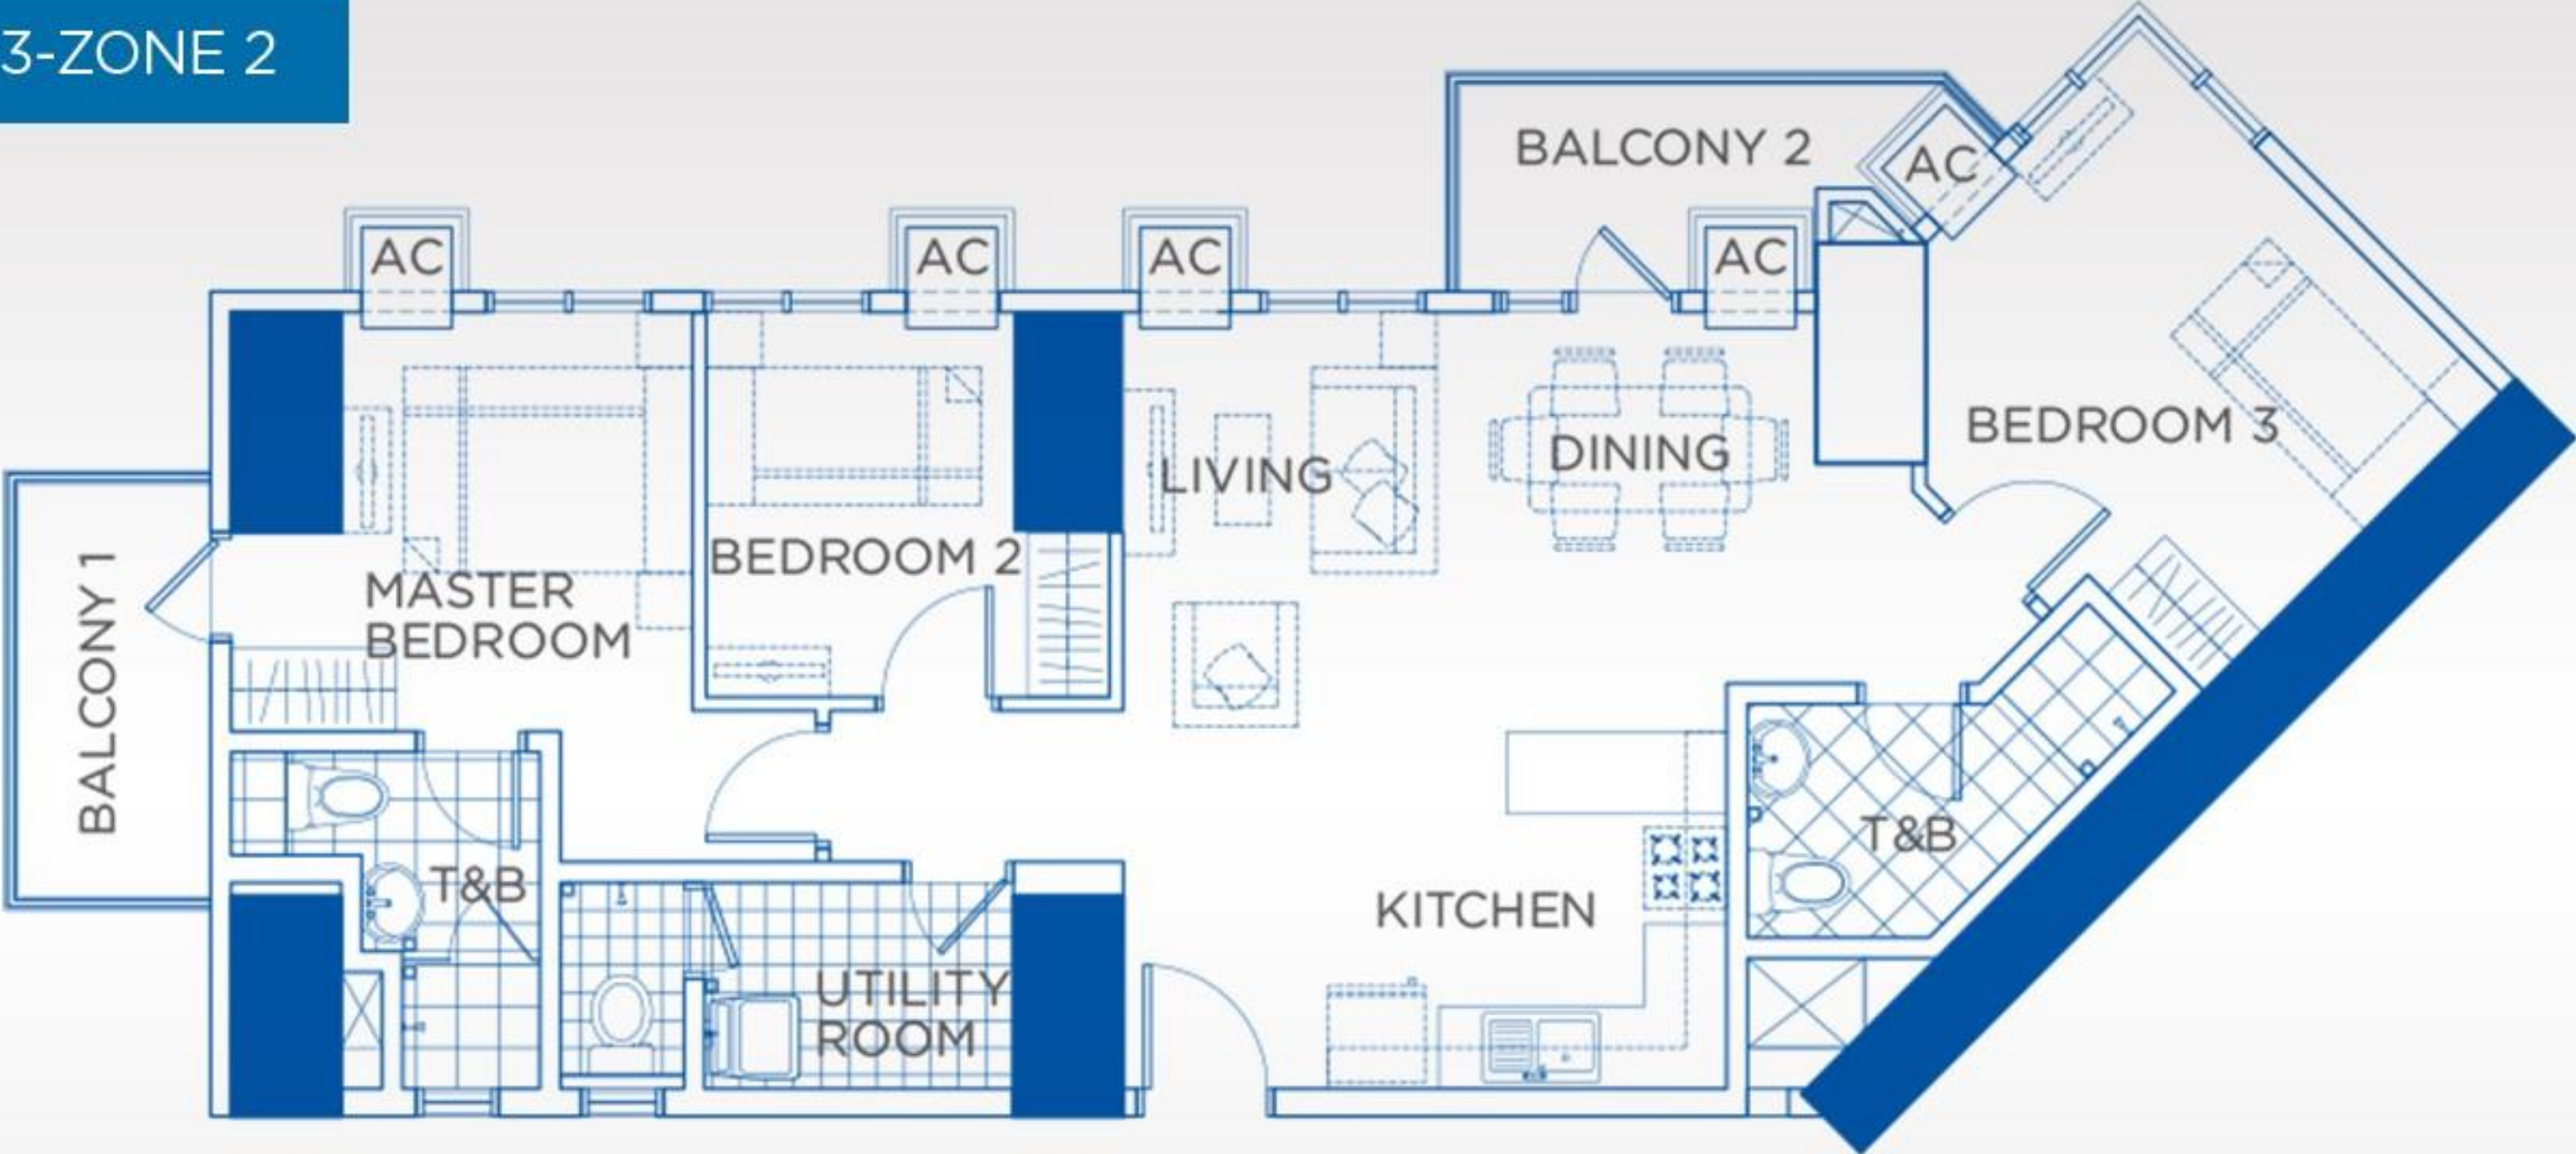 3-ZONE 2
BALCONY 2
AC
AC
AC
AC
AC
BEDROOM 3
DINING
LIVING
BEDROOM 2
MASTER
BEDROOM
BALCONY 1
T&B
T&B
KITCHEN
UTILITY
ROOM